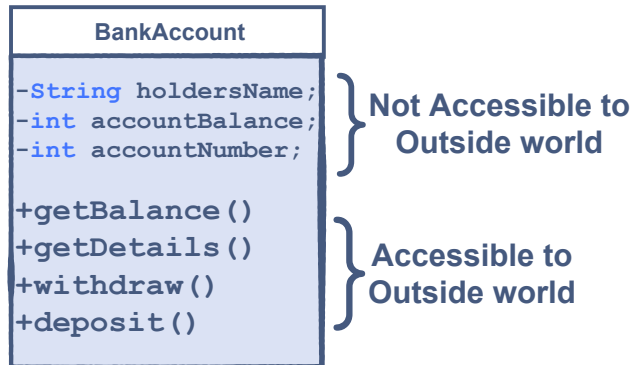 BankAccount
-String holdersName;
-int accountBalance;
-int accountNumber;
Not Accessible to
Outside world
+getBalance()
+getDetails()
+withdraw()
+deposit()
Accessible to
Outside world